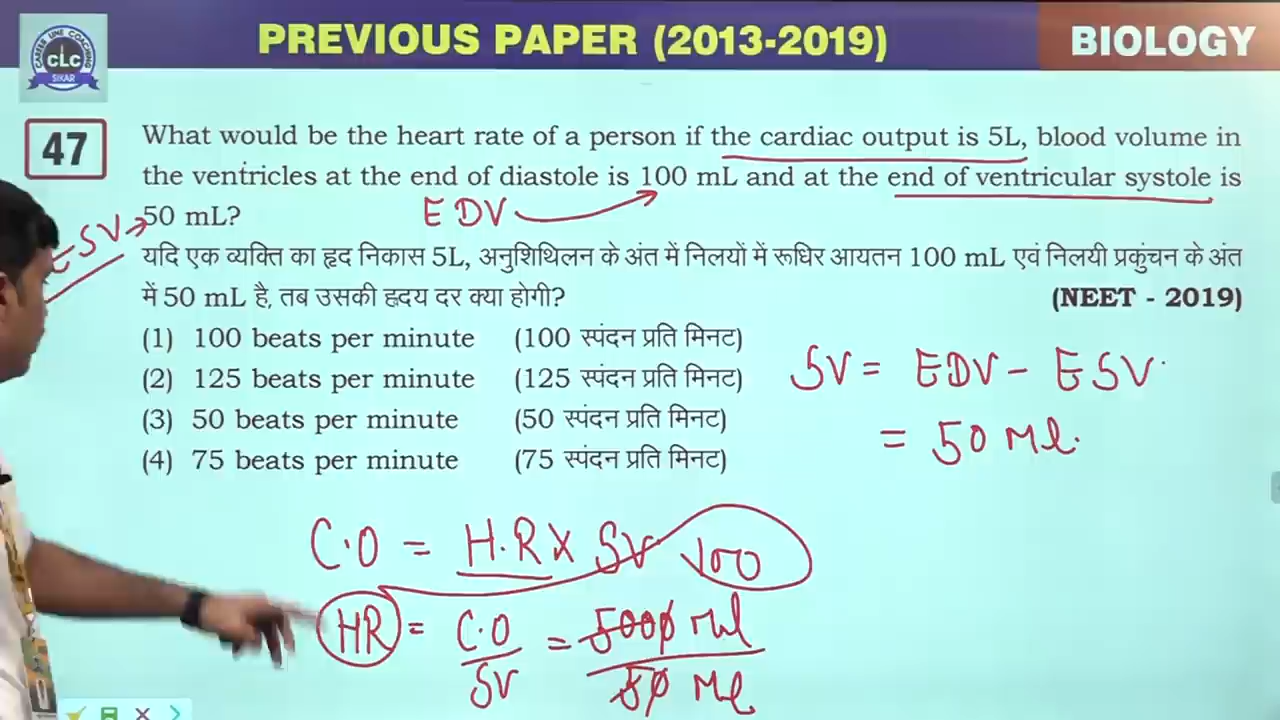 PREVIOUS PAPER (2013-2019)
BIOLOGY
CAREER LINE COACHING
CLC
SIKAR
47
What would be the heart rate of a person if the cardiac output is 5L, blood volume in
the ventricles at the end of diastole is 100 mL and at the end of ventricular systole is
50 mL?
EDV
ESV
यदि एक व्यक्ति का हृद निकास 5L, अनुशिथिलन के अंत में निलयों में रूधिर आयतन 100 mL एवं निलयी प्रकुंचन के अंत
में 50 mL है, तब उसकी हृदय दर क्या होगी?
(NEET - 2019)
(1) 100 beats per minute (100 स्पंदन प्रति मिनट)
(2) 125 beats per minute (125 स्पंदन प्रति मिनट)
(3) 50 beats per minute (50 स्पंदन प्रति मिनट)
(4) 75 beats per minute (75 स्पंदन प्रति मिनट)
SV = EDV - ESV
= 50 Ml.
C.O = H.R X SV 100
HR = C.O / SV = 5000 Ml / 50 Ml